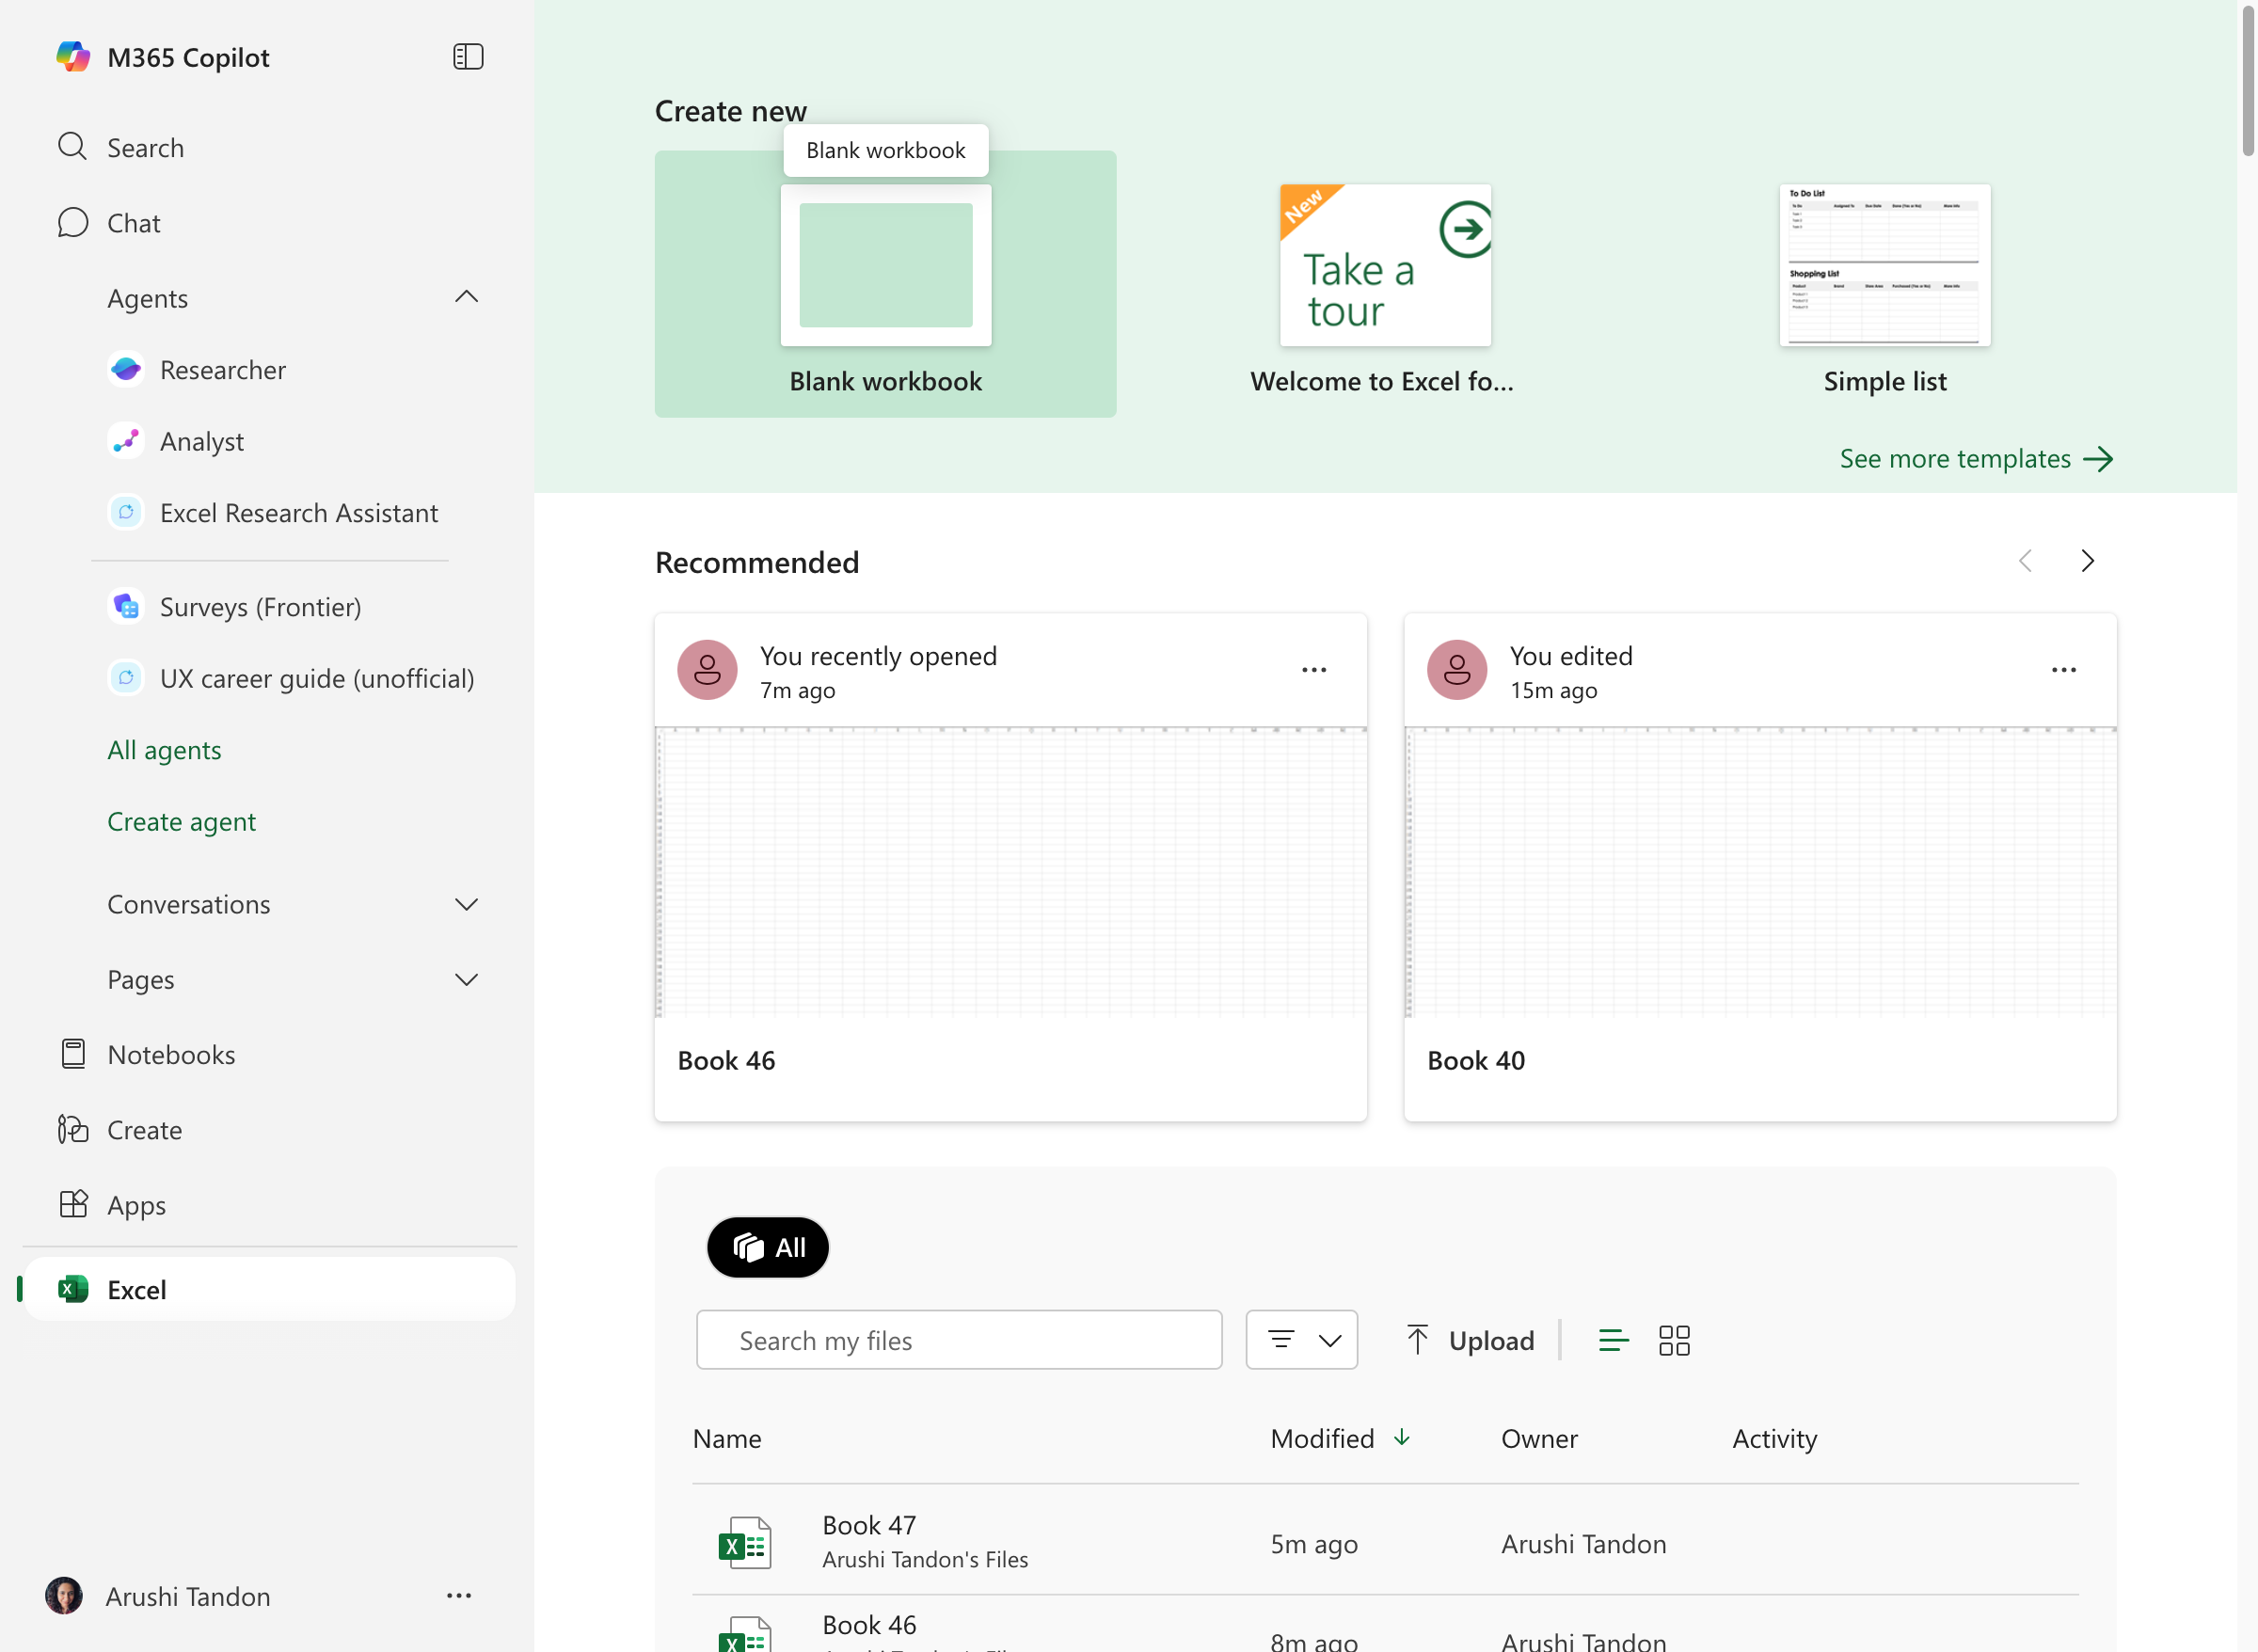 M365 Copilot
Search
Chat
Agents
Researcher
Analyst
Excel Research Assistant
Surveys (Frontier)
UX career guide (unofficial)
All agents
Create agent
Conversations
Pages
Notebooks
Create
Apps
Excel
Arushi Tandon
Create new
Blank workbook
Blank workbook
New
Take a
tour
Welcome to Excel fo...
To Do List
Shopping List
Simple list
See more templates
Recommended
You recently opened
7m ago
Book 46
You edited
15m ago
Book 40
All
Search my files
Upload
Name Modified Owner Activity
Book 47
Arushi Tandon's Files
5m ago
Arushi Tandon
Book 46
8m ago
Arushi Tandon